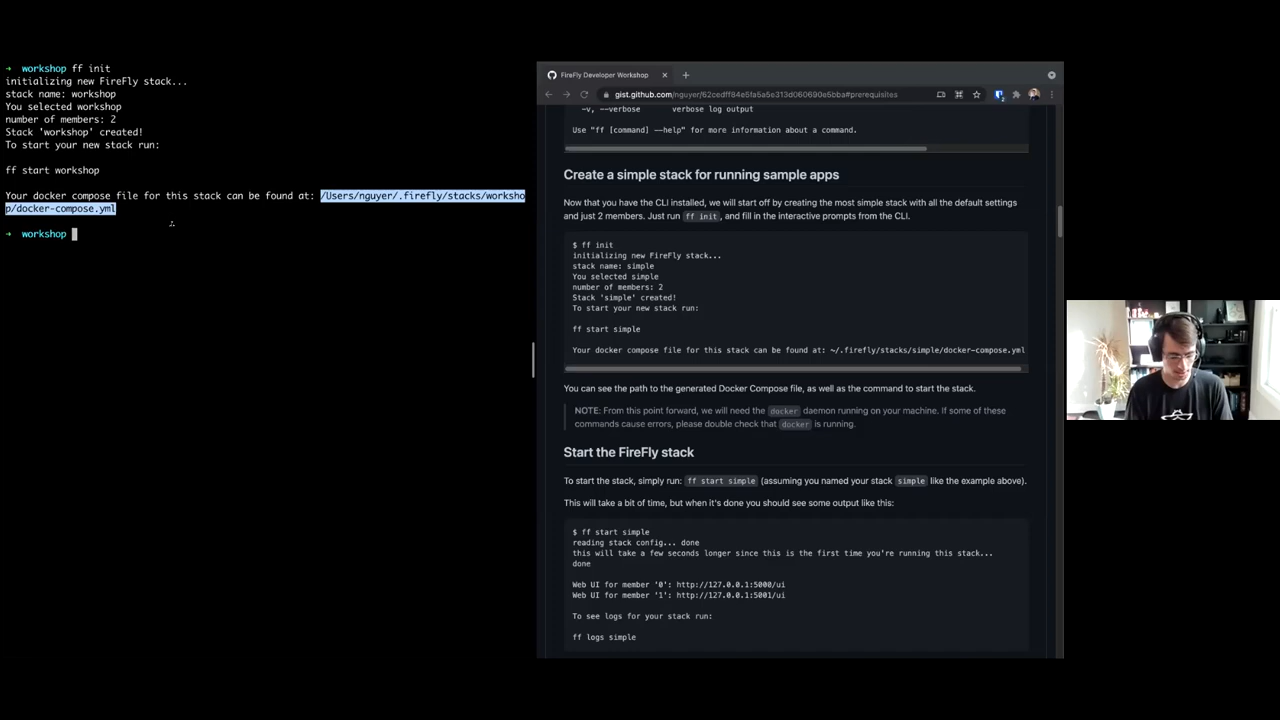 → workshop ff init
initializing new FireFly stack...
stack name: workshop
You selected workshop
number of members: 2
Stack 'workshop' created!
To start your new stack run:
ff start workshop
Your docker compose file for this stack can be found at: /Users/nguyer/.firefly/stacks/worksho
p/docker-compose.yml
→ workshop
FireFly Developer Workshop
gist.github.com/nguyer/62cedff84e5fa5a5e313d060690e5bba#prerequisites
-v, --verbose verbose log output
Use "ff [command] --help" for more information about a command.
Create a simple stack for running sample apps
Now that you have the CLI installed, we will start off by creating the most simple stack with all the default settings
and just 2 members. Just run ff init, and fill in the interactive prompts from the CLI.
$ ff init
initializing new FireFly stack...
stack name: simple
You selected simple
number of members: 2
Stack 'simple' created!
To start your new stack run:
ff start simple
Your docker compose file for this stack can be found at: ~/.firefly/stacks/simple/docker-compose.yml
You can see the path to the generated Docker Compose file, as well as the command to start the stack.
NOTE: From this point forward, we will need the docker daemon running on your machine. If some of these
commands cause errors, please double check that docker is running.
Start the FireFly stack
To start the stack, simply run: ff start simple (assuming you named your stack simple like the example above).
This will take a bit of time, but when it's done you should see some output like this:
$ ff start simple
reading stack config... done
this will take a few seconds longer since this is the first time you're running this stack...
done
Web UI for member '0': http://127.0.0.1:5000/ui
Web UI for member '1': http://127.0.0.1:5001/ui
To see logs for your stack run:
ff logs simple